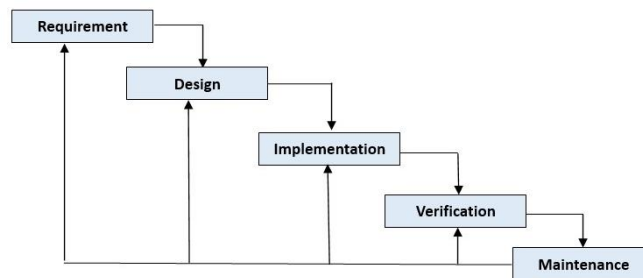 Requirement
Design
Implementation
Verification
Maintenance